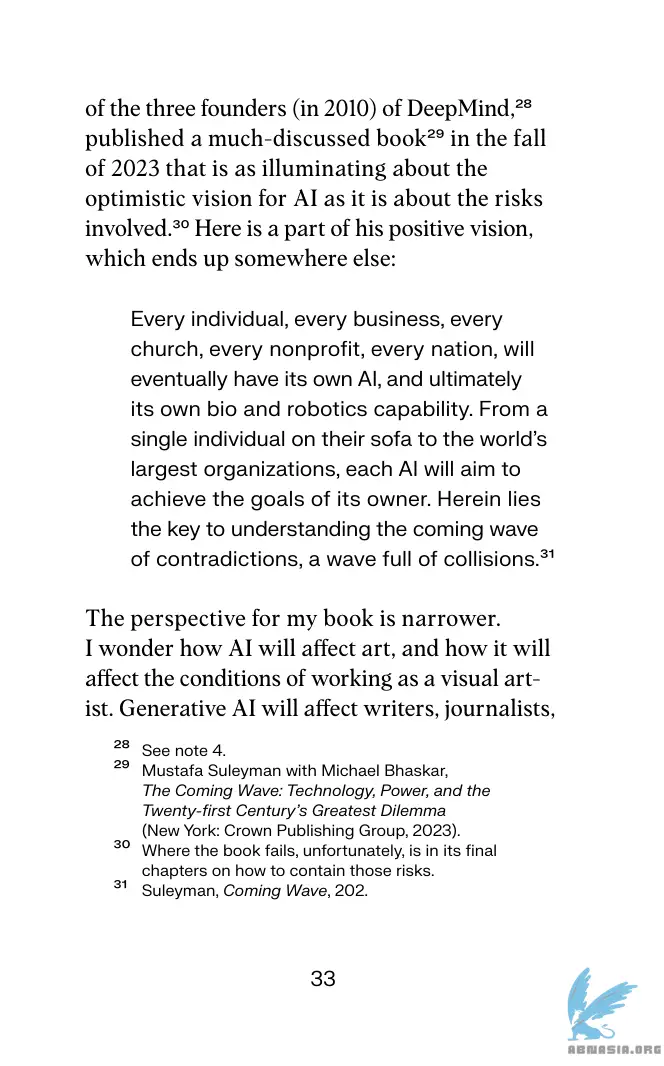 of the three founders (in 2010) of DeepMind,²⁸
published a much-discussed book²⁹ in the fall
of 2023 that is as illuminating about the
optimistic vision for AI as it is about the risks
involved.³⁰ Here is a part of his positive vision,
which ends up somewhere else:
Every individual, every business, every
church, every nonprofit, every nation, will
eventually have its own AI, and ultimately
its own bio and robotics capability. From a
single individual on their sofa to the world’s
largest organizations, each AI will aim to
achieve the goals of its owner. Herein lies
the key to understanding the coming wave
of contradictions, a wave full of collisions.³¹
The perspective for my book is narrower.
I wonder how AI will affect art, and how it will
affect the conditions of working as a visual art-
ist. Generative AI will affect writers, journalists,
²⁸ See note 4.
²⁹ Mustafa Suleyman with Michael Bhaskar,
The Coming Wave: Technology, Power, and the
Twenty-first Century’s Greatest Dilemma
(New York: Crown Publishing Group, 2023).
³⁰ Where the book fails, unfortunately, is in its final
chapters on how to contain those risks.
³¹ Suleyman, Coming Wave, 202.
33
ABNASIA.ORG